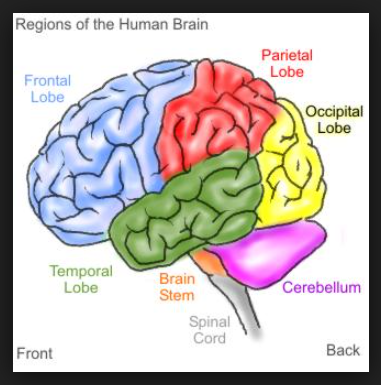 Regions of the Human Brain
Parietal
Lobe
Frontal
Lobe
Occipital
Lobe
Temporal
Lobe
Brain
Stem
Cerebellum
Spinal
Cord
Front
Back